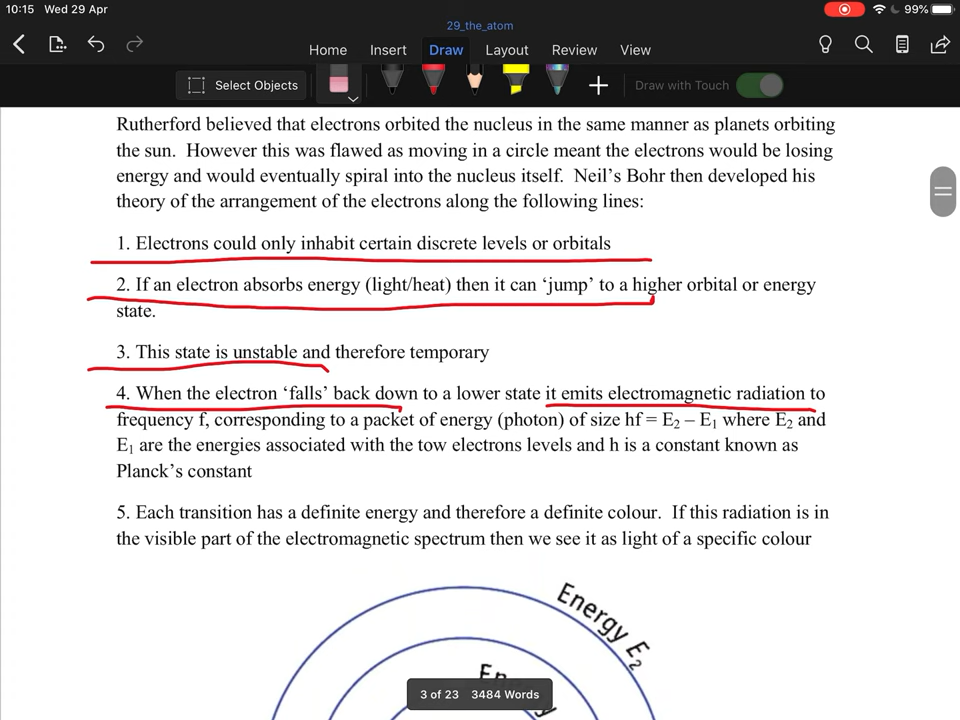 10:15 Wed 29 Apr 99%
29_the_atom
Home Insert Draw Layout Review View
Select Objects Draw with Touch
Rutherford believed that electrons orbited the nucleus in the same manner as planets orbiting
the sun. However this was flawed as moving in a circle meant the electrons would be losing
energy and would eventually spiral into the nucleus itself. Neil’s Bohr then developed his
theory of the arrangement of the electrons along the following lines:
1. Electrons could only inhabit certain discrete levels or orbitals
2. If an electron absorbs energy (light/heat) then it can ‘jump’ to a higher orbital or energy
state.
3. This state is unstable and therefore temporary
4. When the electron ‘falls’ back down to a lower state it emits electromagnetic radiation to
frequency f, corresponding to a packet of energy (photon) of size hf = E₂ – E₁ where E₂ and
E₁ are the energies associated with the tow electrons levels and h is a constant known as
Planck’s constant
5. Each transition has a definite energy and therefore a definite colour. If this radiation is in
the visible part of the electromagnetic spectrum then we see it as light of a specific colour
Energy E₂
3 of 23 3484 Words